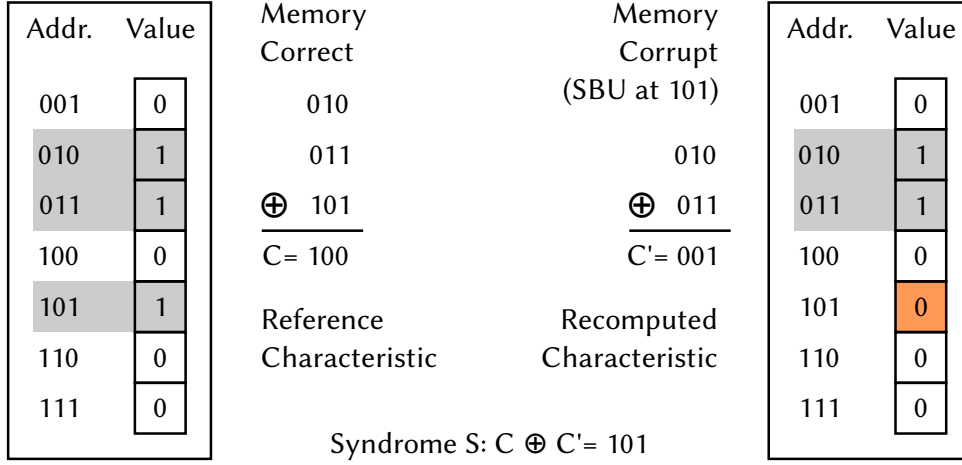 Addr. Value
001 0
010 1
011 1
100 0
101 1
110 0
111 0
Memory
Correct
010
011
⊕ 101
C= 100
Reference
Characteristic
Memory
Corrupt
(SBU at 101)
010
⊕ 011
C'= 001
Recomputed
Characteristic
Addr. Value
001 0
010 1
011 1
100 0
101 0
110 0
111 0
Syndrome S: C ⊕ C'= 101